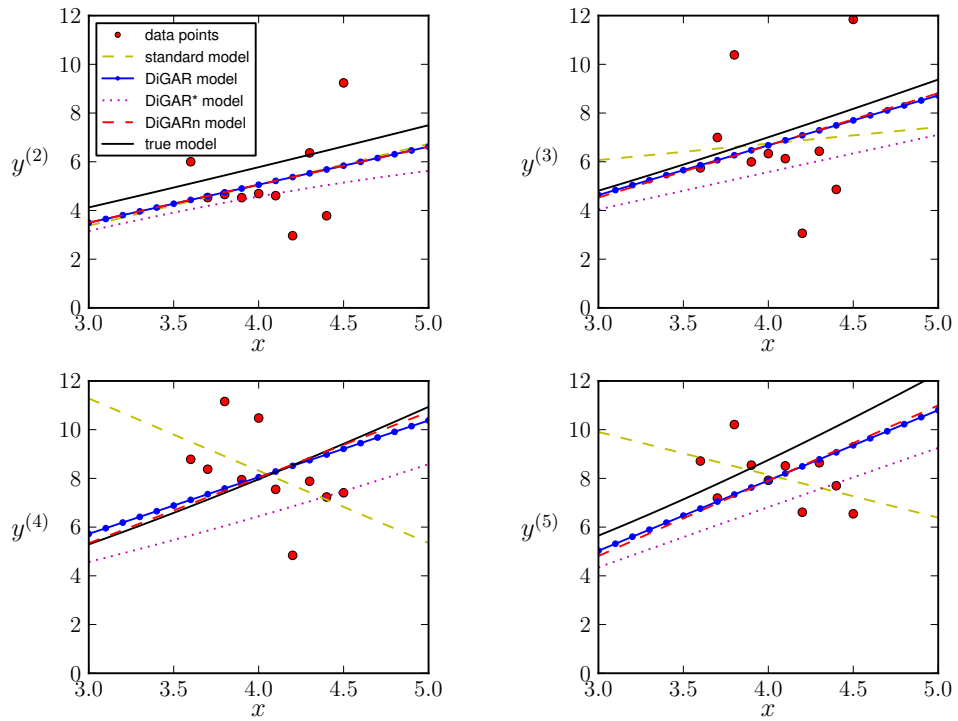 12
10
8
6
4
2
0
y^(2)
data points
standard model
DiGAR model
DiGAR* model
DiGARn model
true model
3.0 3.5 4.0 4.5 5.0
x
12
10
8
6
4
2
0
y^(3)
3.0 3.5 4.0 4.5 5.0
x
12
10
8
6
4
2
0
y^(4)
3.0 3.5 4.0 4.5 5.0
x
12
10
8
6
4
2
0
y^(5)
3.0 3.5 4.0 4.5 5.0
x